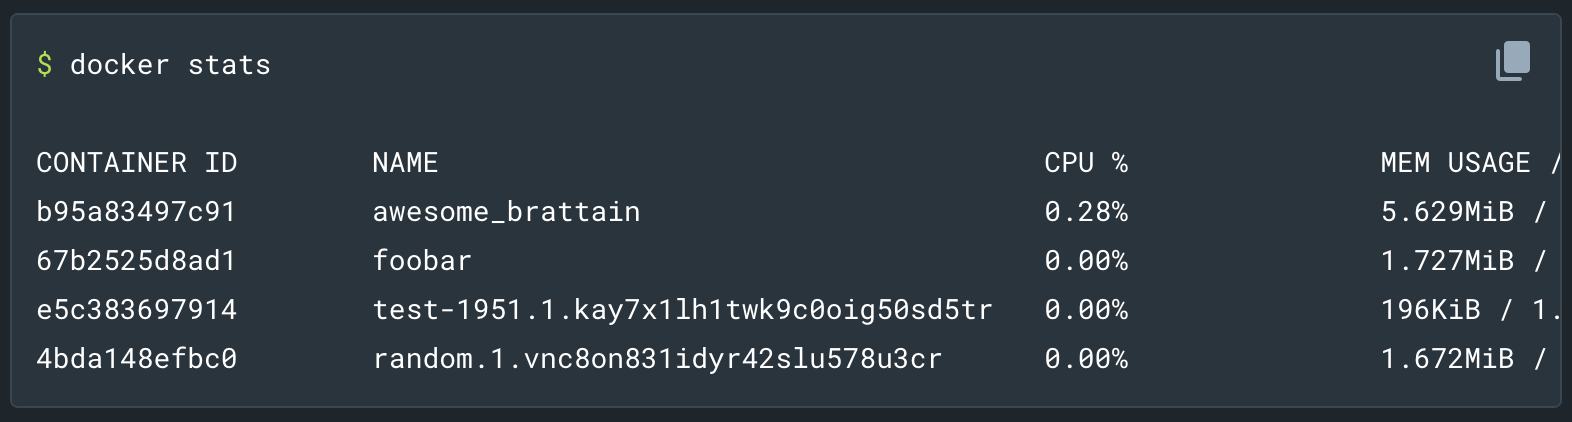 $ docker stats
CONTAINER ID        NAME                                    CPU %               MEM USAGE /
b95a83497c91        awesome_brattain                        0.28%               5.629MiB /
67b2525d8ad1        foobar                                  0.00%               1.727MiB /
e5c383697914        test-1951.1.kay7x1lh1twk9c0oig50sd5tr   0.00%               196KiB / 1.
4bda148efbc0        random.1.vnc8on831idyr42slu578u3cr      0.00%               1.672MiB /